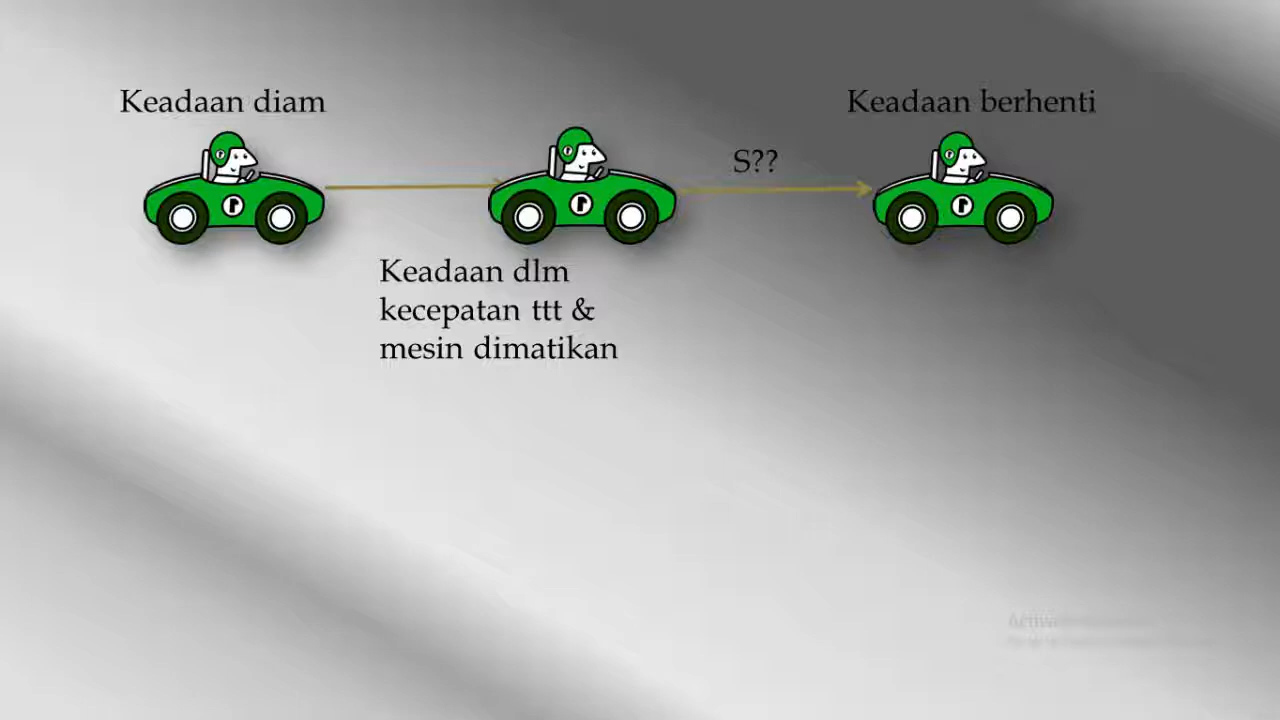 Keadaan diam
Keadaan berhenti
S??
Keadaan dlm
kecepatan ttt &
mesin dimatikan